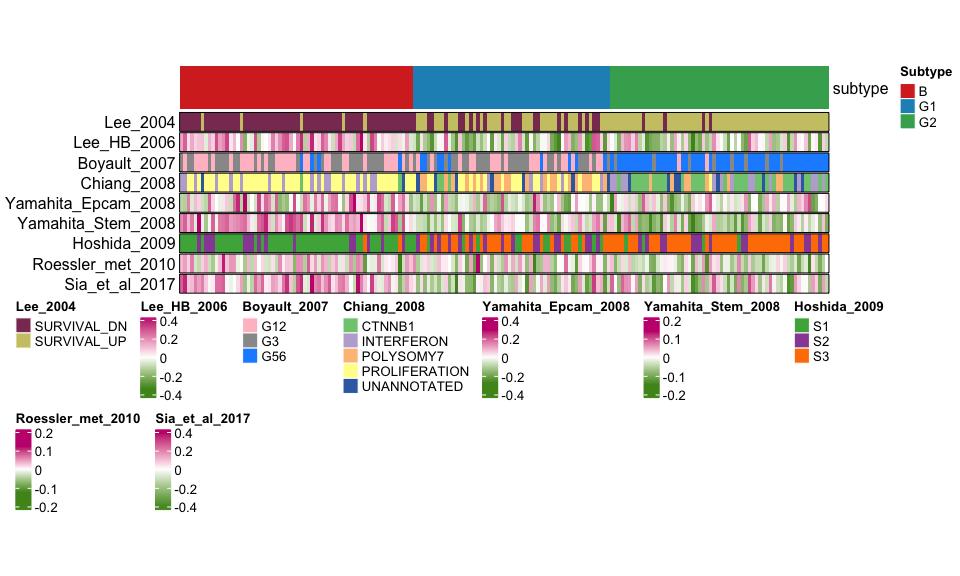 Subtype
B
G1
G2
subtype
Lee_2004
Lee_HB_2006
Boyault_2007
Chiang_2008
Yamahita_Epcam_2008
Yamahita_Stem_2008
Hoshida_2009
Roessler_met_2010
Sia_et_al_2017
Lee_2004
SURVIVAL_DN
SURVIVAL_UP
Lee_HB_2006
0.4
0.2
0
-0.2
-0.4
Boyault_2007
G12
G3
G56
Chiang_2008
CTNNB1
INTERFERON
POLYSOMY7
PROLIFERATION
UNANNOTATED
Yamahita_Epcam_2008
0.4
0.2
0
-0.2
-0.4
Yamahita_Stem_2008
0.2
0.1
0
-0.1
-0.2
Hoshida_2009
S1
S2
S3
Roessler_met_2010
0.2
0.1
0
-0.1
-0.2
Sia_et_al_2017
0.4
0.2
0
-0.2
-0.4